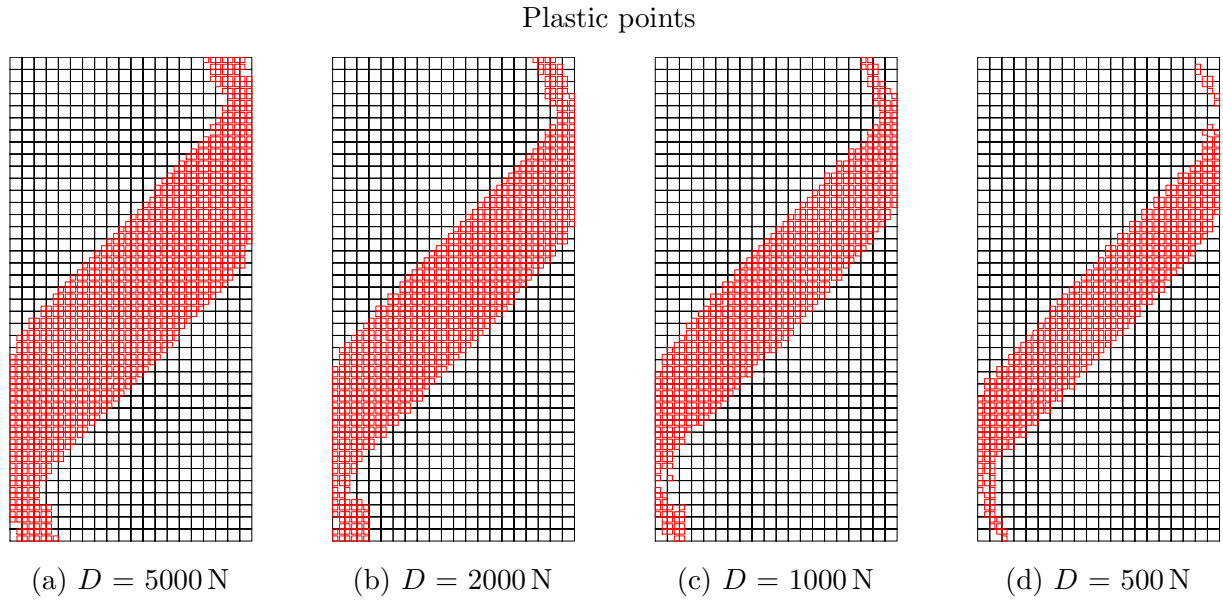 Plastic points
(a) D = 5000 N
(b) D = 2000 N
(c) D = 1000 N
(d) D = 500 N